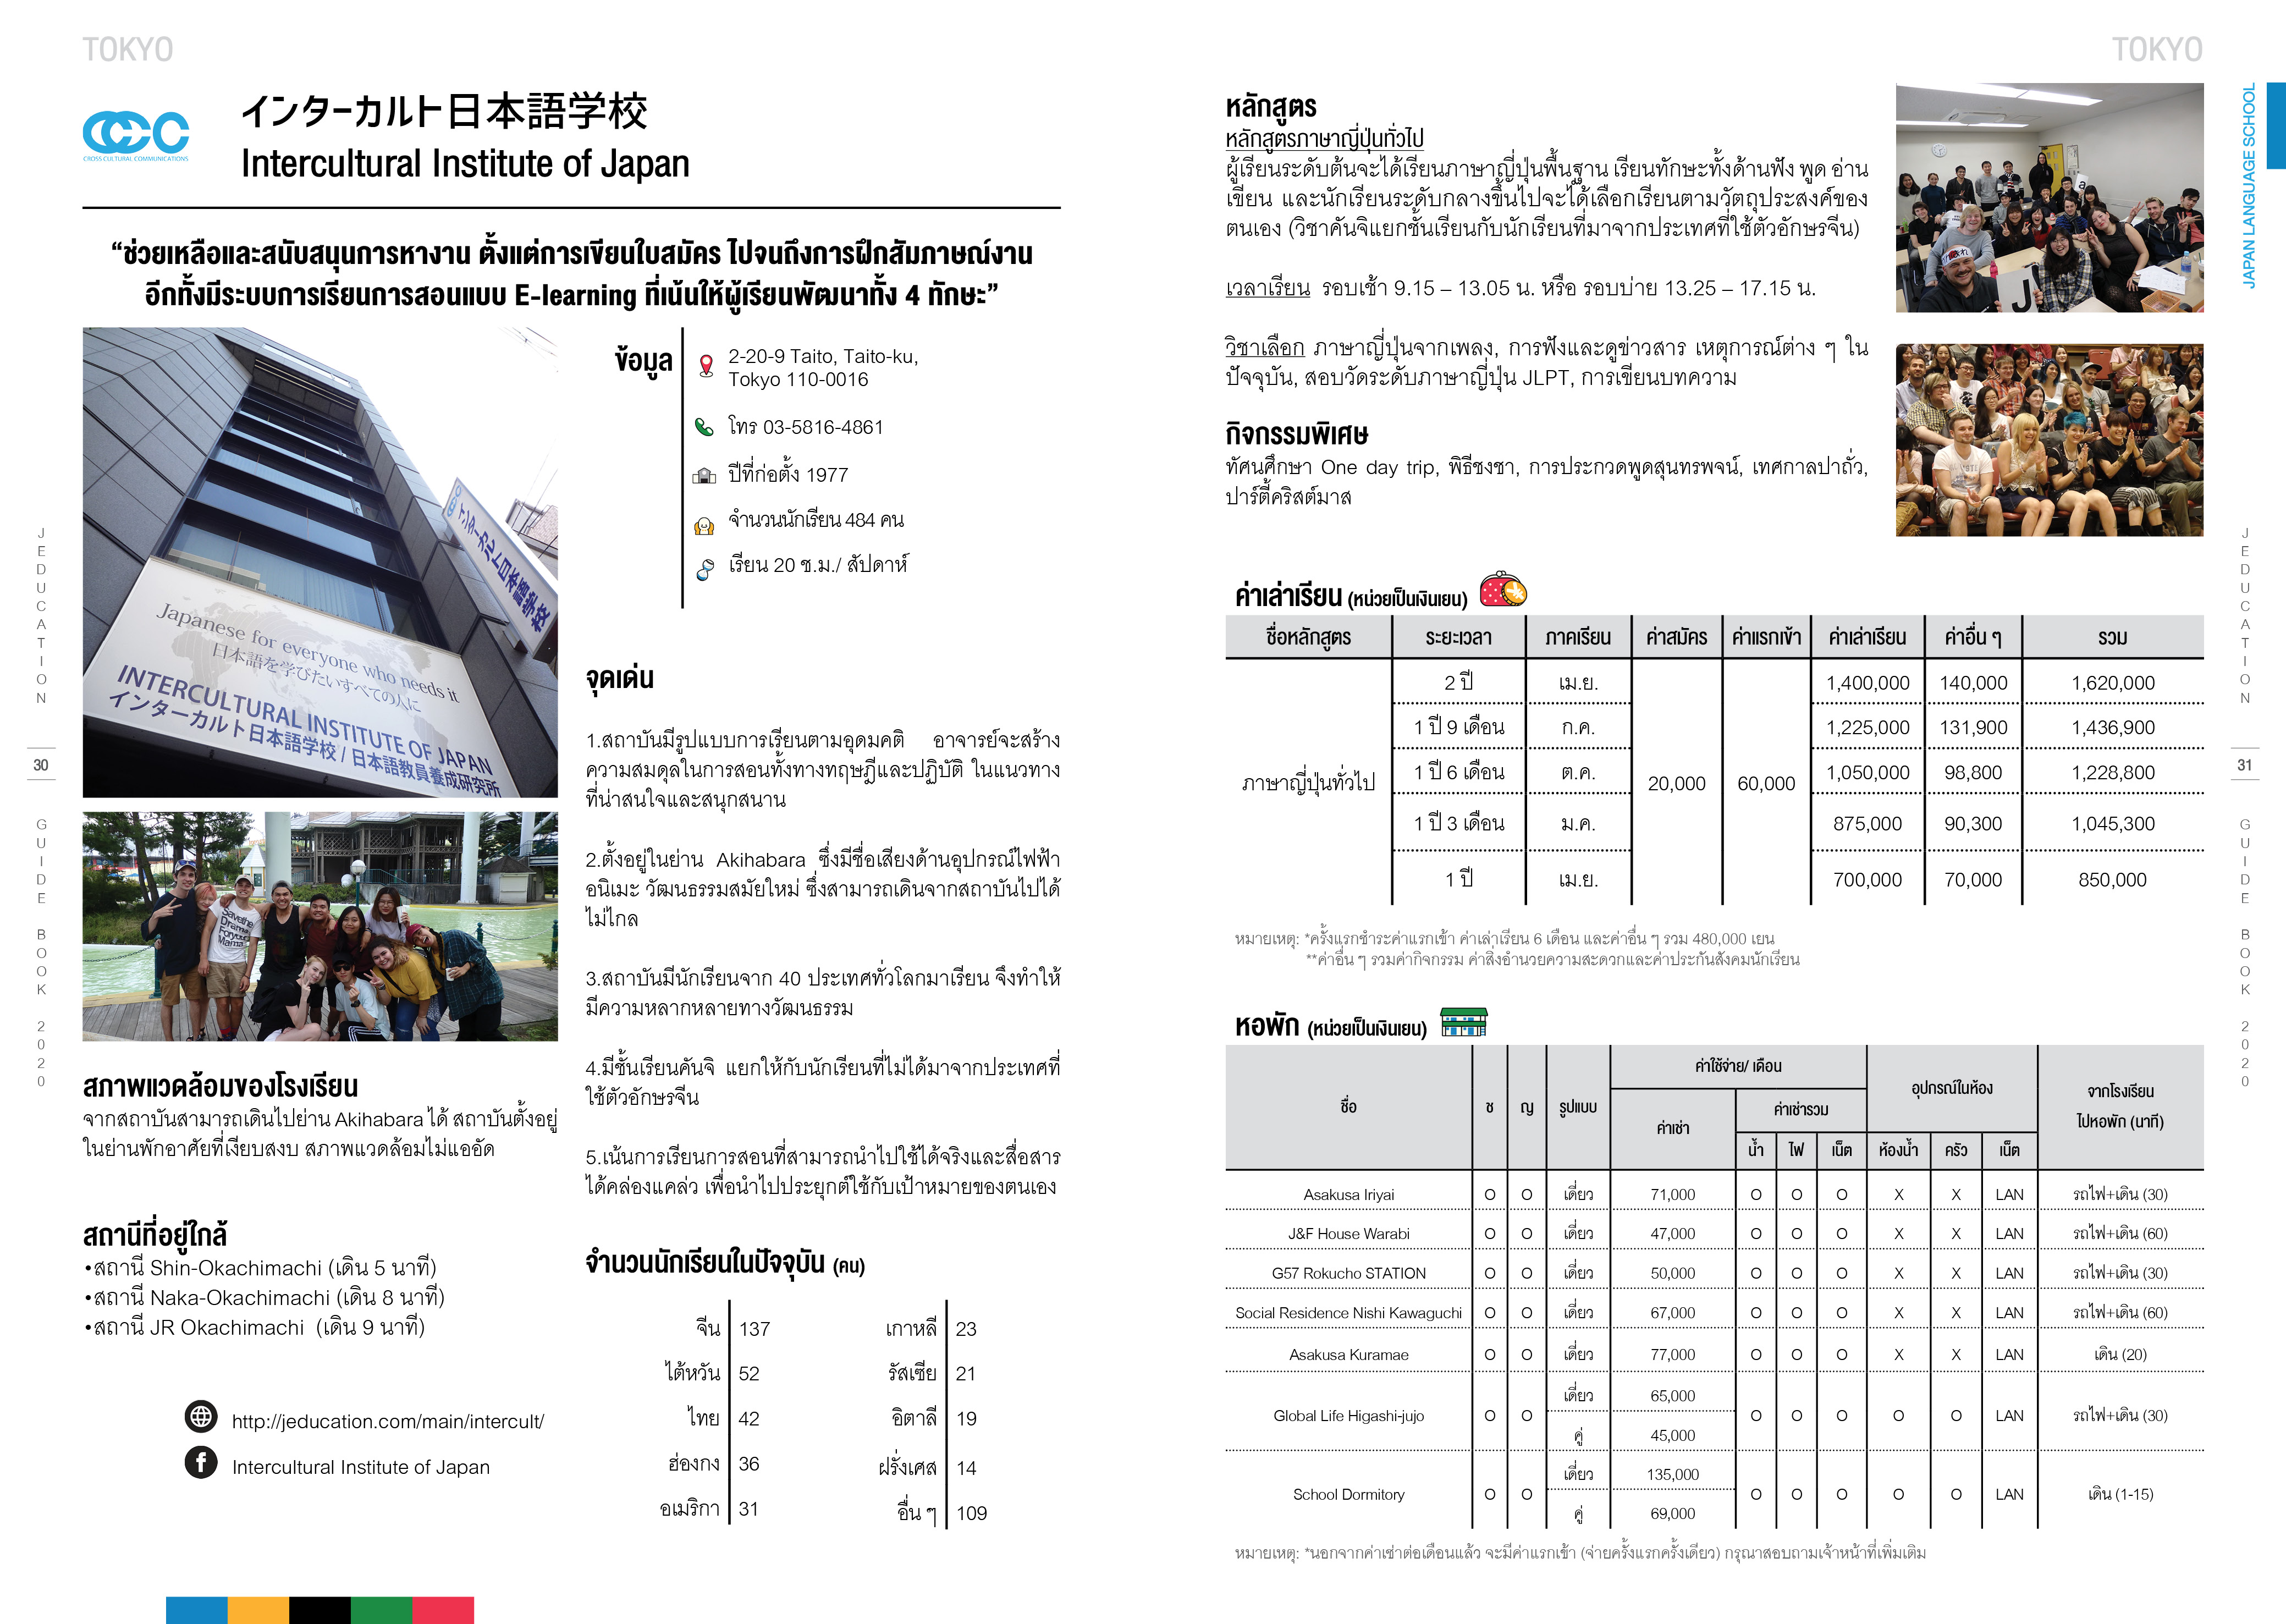 TOKYO
CCC
CROSS CULTURAL COMMUNICATIONS
インターカルト日本語学校
Intercultural Institute of Japan
“ช่วยเหลือและสนับสนุนการหางาน ตั้งแต่การเขียนใบสมัคร ไปจนถึงการฝึกสัมภาษณ์งาน
อีกทั้งมีระบบการเรียนการสอนแบบ E-learning ที่เน้นให้ผู้เรียนพัฒนาทั้ง 4 ทักษะ”
インターカルト日本語学校
Japanese for everyone who needs it
日本語を学びたいすべての人に
INTERCULTURAL INSTITUTE OF JAPAN
インターカルト日本語学校 / 日本語教員養成研究所
ข้อมูล
2-20-9 Taito, Taito-ku,
Tokyo 110-0016
โทร 03-5816-4861
ปีที่ก่อตั้ง 1977
จำนวนนักเรียน 484 คน
เรียน 20 ช.ม./ สัปดาห์
จุดเด่น
1.สถาบันมีรูปแบบการเรียนตามอุดมคติ อาจารย์จะสร้าง
ความสมดุลในการสอนทั้งทางทฤษฎีและปฏิบัติ ในแนวทาง
ที่น่าสนใจและสนุกสนาน
2.ตั้งอยู่ในย่าน Akihabara ซึ่งมีชื่อเสียงด้านอุปกรณ์ไฟฟ้า
อนิเมะ วัฒนธรรมสมัยใหม่ ซึ่งสามารถเดินจากสถาบันไปได้
ไม่ไกล
3.สถาบันมีนักเรียนจาก 40 ประเทศทั่วโลกมาเรียน จึงทำให้
มีความหลากหลายทางวัฒนธรรม
4.มีชั้นเรียนคันจิ แยกให้กับนักเรียนที่ไม่ได้มาจากประเทศที่
ใช้ตัวอักษรจีน
5.เน้นการเรียนการสอนที่สามารถนำไปใช้ได้จริงและสื่อสาร
ได้คล่องแคล่ว เพื่อนำไปประยุกต์ใช้กับเป้าหมายของตนเอง
สภาพแวดล้อมของโรงเรียน
จากสถาบันสามารถเดินไปย่าน Akihabara ได้ สถาบันตั้งอยู่
ในย่านพักอาศัยที่เงียบสงบ สภาพแวดล้อมไม่แออัด
สถานีที่อยู่ใกล้
•สถานี Shin-Okachimachi (เดิน 5 นาที)
•สถานี Naka-Okachimachi (เดิน 8 นาที)
•สถานี JR Okachimachi (เดิน 9 นาที)
http://jeducation.com/main/intercult/
Intercultural Institute of Japan
จำนวนนักเรียนในปัจจุบัน (คน)
จีน 137 เกาหลี 23
ไต้หวัน 52 รัสเซีย 21
ไทย 42 อิตาลี 19
ฮ่องกง 36 ฝรั่งเศส 14
อเมริกา 31 อื่น ๆ 109
JEDUCATION
30
GUIDE BOOK 2020
TOKYO
JAPAN LANGUAGE SCHOOL
หลักสูตร
หลักสูตรภาษาญี่ปุ่นทั่วไป
ผู้เรียนระดับต้นจะได้เรียนภาษาญี่ปุ่นพื้นฐาน เรียนทักษะทั้งด้านฟัง พูด อ่าน
เขียน และนักเรียนระดับกลางขึ้นไปจะได้เลือกเรียนตามวัตถุประสงค์ของ
ตนเอง (วิชาคันจิแยกชั้นเรียนกับนักเรียนที่มาจากประเทศที่ใช้ตัวอักษรจีน)
เวลาเรียน รอบเช้า 9.15 – 13.05 น. หรือ รอบบ่าย 13.25 – 17.15 น.
วิชาเลือก ภาษาญี่ปุ่นจากเพลง, การฟังและดูข่าวสาร เหตุการณ์ต่าง ๆ ใน
ปัจจุบัน, สอบวัดระดับภาษาญี่ปุ่น JLPT, การเขียนบทความ
กิจกรรมพิเศษ
ทัศนศึกษา One day trip, พิธีชงชา, การประกวดพูดสุนทรพจน์, เทศกาลปาถั่ว,
ปาร์ตี้คริสต์มาส
ค่าเล่าเรียน (หน่วยเป็นเงินเยน)
ชื่อหลักสูตร ระยะเวลา ภาคเรียน ค่าสมัคร ค่าแรกเข้า ค่าเล่าเรียน ค่าอื่น ๆ รวม
2 ปี เม.ย. 1,400,000 140,000 1,620,000
1 ปี 9 เดือน ก.ค. 1,225,000 131,900 1,436,900
1 ปี 6 เดือน ต.ค. 1,050,000 98,800 1,228,800
ภาษาญี่ปุ่นทั่วไป 20,000 60,000
1 ปี 3 เดือน ม.ค. 875,000 90,300 1,045,300
1 ปี เม.ย. 700,000 70,000 850,000
หมายเหตุ: *ครั้งแรกชำระค่าแรกเข้า ค่าเล่าเรียน 6 เดือน และค่าอื่น ๆ รวม 480,000 เยน
**ค่าอื่น ๆ รวมค่ากิจกรรม ค่าสิ่งอำนวยความสะดวกและค่าประกันสังคมนักเรียน
หอพัก (หน่วยเป็นเงินเยน)
ชื่อ ช ญ รูปแบบ ค่าใช้จ่าย/ เดือน อุปกรณ์ในห้อง จากโรงเรียน
ไปหอพัก (นาที)
ค่าเช่า ค่าเช่ารวม
น้ำ ไฟ เน็ต ห้องน้ำ ครัว เน็ต
Asakusa Iriyai O O เดี่ยว 71,000 O O O X X LAN รถไฟ+เดิน (30)
J&F House Warabi O O เดี่ยว 47,000 O O O X X LAN รถไฟ+เดิน (60)
G57 Rokucho STATION O O เดี่ยว 50,000 O O O X X LAN รถไฟ+เดิน (30)
Social Residence Nishi Kawaguchi O O เดี่ยว 67,000 O O O X X LAN รถไฟ+เดิน (60)
Asakusa Kuramae O O เดี่ยว 77,000 O O O X X LAN เดิน (20)
เดี่ยว 65,000
Global Life Higashi-jujo O O O O O O O LAN รถไฟ+เดิน (30)
คู่ 45,000
เดี่ยว 135,000
School Dormitory O O O O O O O LAN เดิน (1-15)
คู่ 69,000
หมายเหตุ: *นอกจากค่าเช่าต่อเดือนแล้ว จะมีค่าแรกเข้า (จ่ายครั้งแรกครั้งเดียว) กรุณาสอบถามเจ้าหน้าที่เพิ่มเติม
JEDUCATION
31
GUIDE BOOK 2020